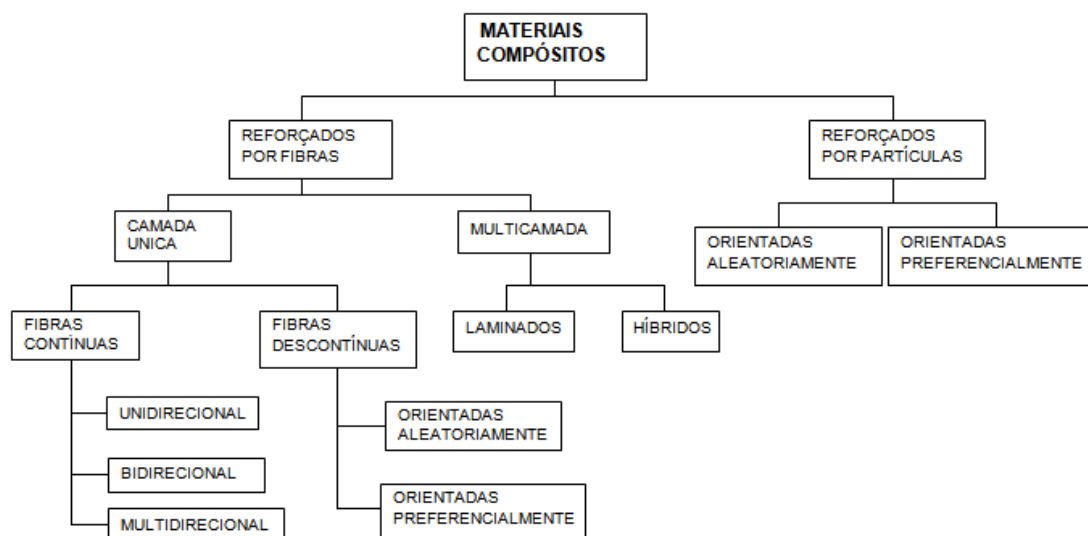 MATERIAIS
COMPÓSITOS
REFORÇADOS
POR FIBRAS
REFORÇADOS
POR PARTÍCULAS
CAMADA
UNICA
MULTICAMADA
ORIENTADAS
ALEATORIAMENTE
ORIENTADAS
PREFERENCIALMENTE
FIBRAS
CONTÍNUAS
FIBRAS
DESCONTÍNUAS
LAMINADOS
HÍBRIDOS
UNIDIRECIONAL
BIDIRECIONAL
MULTIDIRECIONAL
ORIENTADAS
ALEATORIAMENTE
ORIENTADAS
PREFERENCIALMENTE